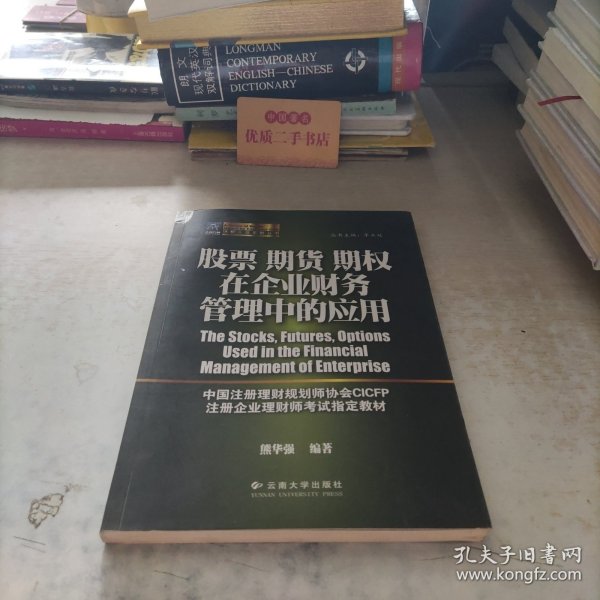 朗文
现代英汉
双解词典
LONGMAN
CONTEMPORARY
ENGLISH—CHINESE
DICTIONARY
中国著名
优质二手书店
股票 期货 期权
在企业财务
管理中的应用
The Stocks, Futures, Options
Used in the Financial
Management of Enterprise
中国注册理财规划师协会CICFP
注册企业理财师考试指定教材
熊华强 编著
云南大学出版社
YUNNAN UNIVERSITY PRESS
孔夫子旧书网
www.kongfz.com